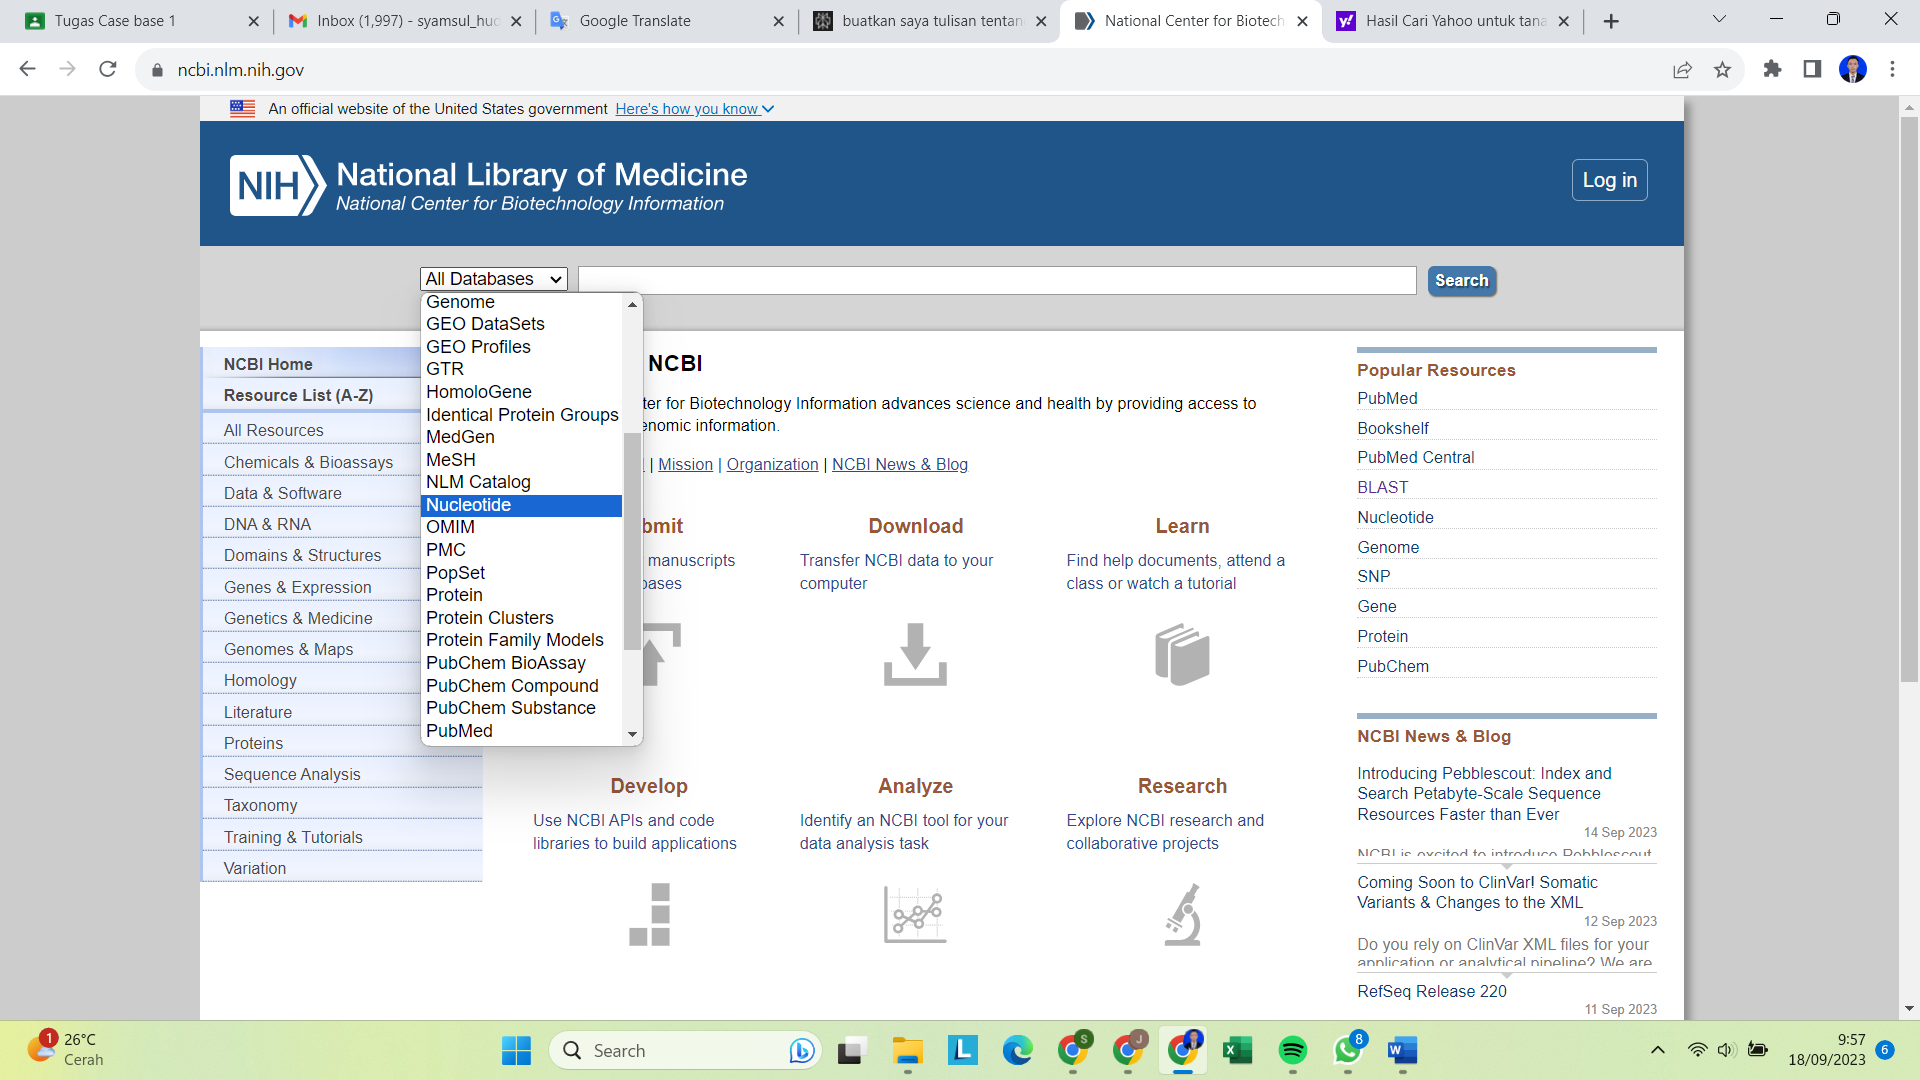 Tugas Case base 1
Inbox (1,997) - syamsul_hud
Google Translate
buatkan saya tulisan tentan
National Center for Biotech
Hasil Cari Yahoo untuk tana
ncbi.nlm.nih.gov
An official website of the United States government Here's how you know
NIH National Library of Medicine
National Center for Biotechnology Information
Log in
All Databases
Search
Genome
GEO DataSets
GEO Profiles
GTR
HomoloGene
Identical Protein Groups
MedGen
MeSH
NLM Catalog
Nucleotide
OMIM
PMC
PopSet
Protein
Protein Clusters
Protein Family Models
PubChem BioAssay
PubChem Compound
PubChem Substance
PubMed
NCBI Home
Resource List (A-Z)
All Resources
Chemicals & Bioassays
Data & Software
DNA & RNA
Domains & Structures
Genes & Expression
Genetics & Medicine
Genomes & Maps
Homology
Literature
Proteins
Sequence Analysis
Taxonomy
Training & Tutorials
Variation
NCBI
ter for Biotechnology Information advances science and health by providing access to
enomic information.
| Mission | Organization | NCBI News & Blog
bmit
manuscripts
bases
Download
Transfer NCBI data to your
computer
Learn
Find help documents, attend a
class or watch a tutorial
Develop
Use NCBI APIs and code
libraries to build applications
Analyze
Identify an NCBI tool for your
data analysis task
Research
Explore NCBI research and
collaborative projects
Popular Resources
PubMed
Bookshelf
PubMed Central
BLAST
Nucleotide
Genome
SNP
Gene
Protein
PubChem
NCBI News & Blog
Introducing Pebblescout: Index and
Search Petabyte-Scale Sequence
Resources Faster than Ever
14 Sep 2023
NCBI is excited to introduce Pebblescout
Coming Soon to ClinVar! Somatic
Variants & Changes to the XML
12 Sep 2023
Do you rely on ClinVar XML files for your
application or analytical pipeline? We are
RefSeq Release 220
11 Sep 2023
1
26°C
Cerah
Search
S
J
8
9:57
18/09/2023
6